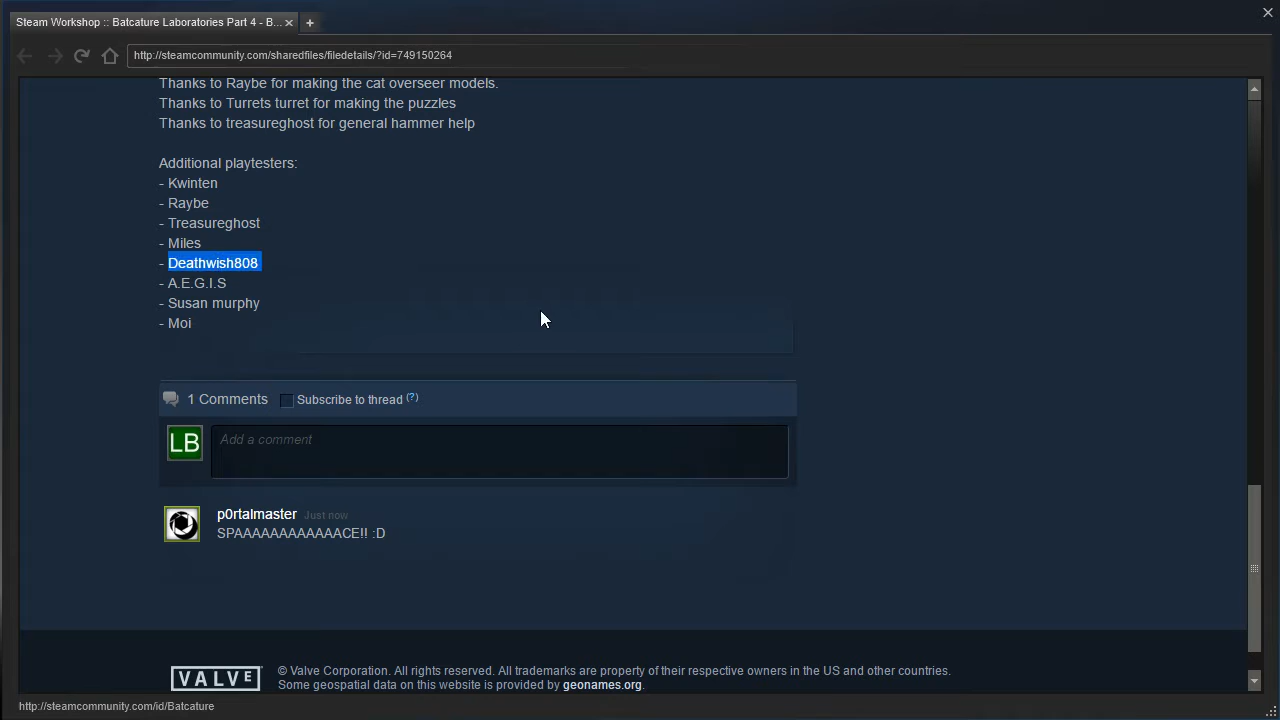 Steam Workshop :: Batcature Laboratories Part 4 - B...
http://steamcommunity.com/sharedfiles/filedetails/?id=749150264
Thanks to Raybe for making the cat overseer models.
Thanks to Turrets turret for making the puzzles
Thanks to treasureghost for general hammer help
Additional playtesters:
- Kwinten
- Raybe
- Treasureghost
- Miles
- Deathwish808
- A.E.G.I.S
- Susan murphy
- Moi
1 Comments Subscribe to thread (?)
LB Add a comment
p0rtalmaster Just now
SPAAAAAAAAAAAACE!! :D
VALVE © Valve Corporation. All rights reserved. All trademarks are property of their respective owners in the US and other countries.
Some geospatial data on this website is provided by geonames.org.
http://steamcommunity.com/id/Batcature